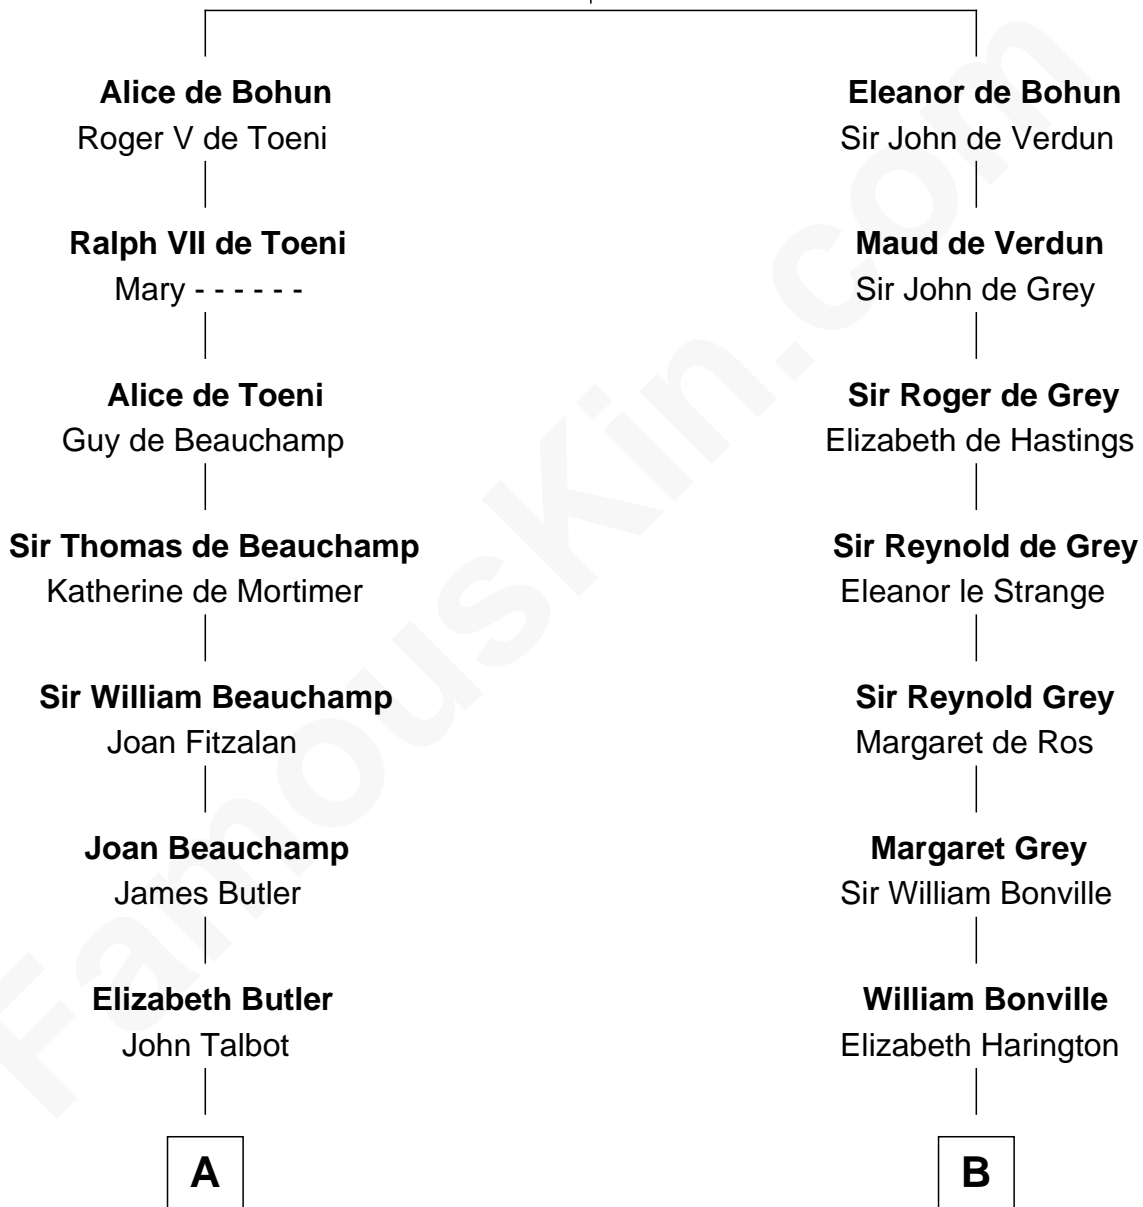 Alice de Bohun
Roger V de Toeni
Ralph VII de Toeni
Mary - - - - - -
Alice de Toeni
Guy de Beauchamp
Sir Thomas de Beauchamp
Katherine de Mortimer
Sir William Beauchamp
Joan Fitzalan
Joan Beauchamp
James Butler
Elizabeth Butler
John Talbot
A
Eleanor de Bohun
Sir John de Verdun
Maud de Verdun
Sir John de Grey
Sir Roger de Grey
Elizabeth de Hastings
Sir Reynold de Grey
Eleanor le Strange
Sir Reynold Grey
Margaret de Ros
Margaret Grey
Sir William Bonville
William Bonville
Elizabeth Harington
B
FamousKin.com